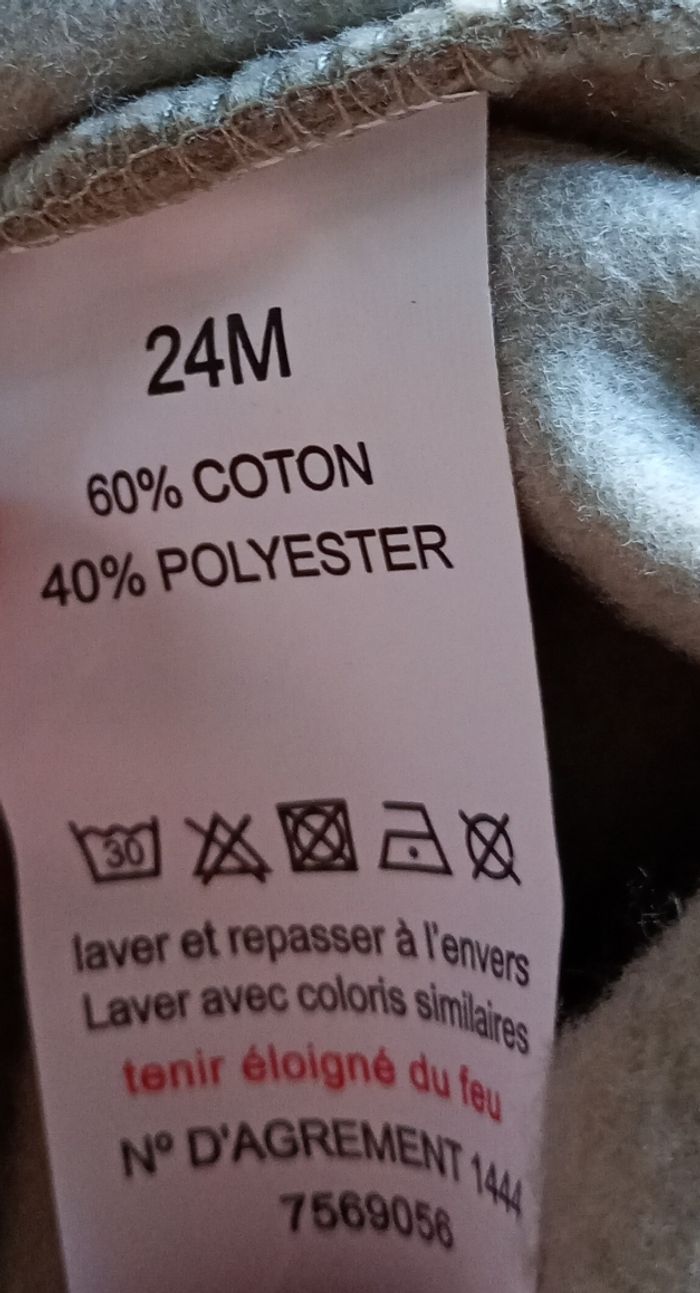 24M
60% COTON
40% POLYESTER
30
laver et repasser à l'envers
Laver avec coloris similaires
tenir éloigné du feu
Nº D'AGREMENT 1444
7569056